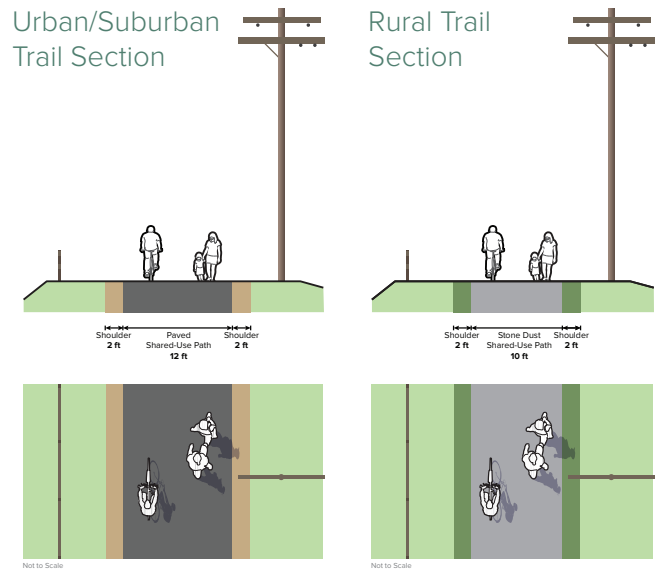 Urban/Suburban
Trail Section
Rural Trail
Section
Shoulder
2 ft
Paved
Shared-Use Path
12 ft
Shoulder
2 ft
Shoulder
2 ft
Stone Dust
Shared-Use Path
10 ft
Shoulder
2 ft
Not to Scale
Not to Scale